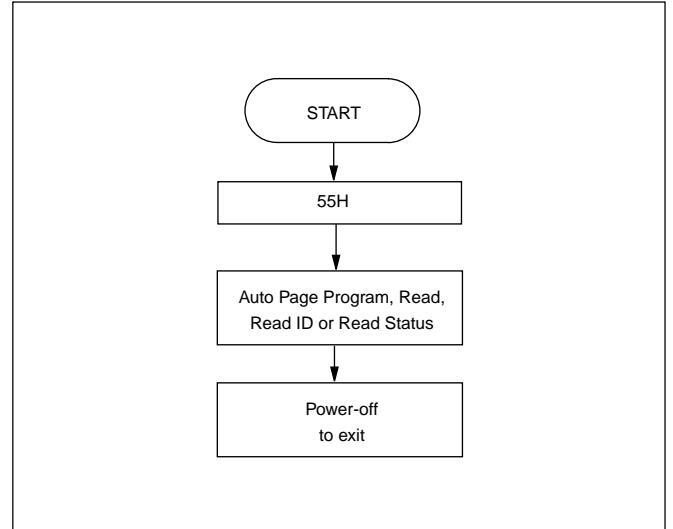 START
55H
Auto Page Program, Read,
Read ID or Read Status
Power-off
to exit